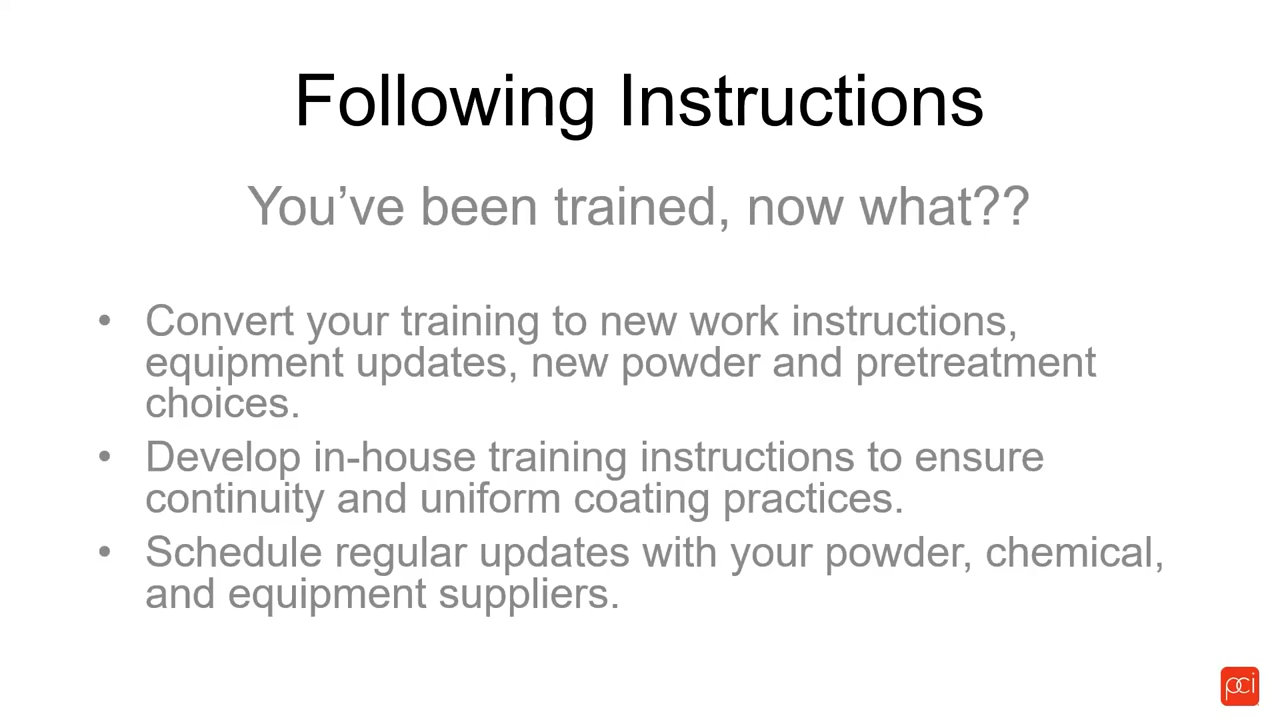 Following Instructions
You’ve been trained, now what??
• Convert your training to new work instructions,
equipment updates, new powder and pretreatment
choices.
• Develop in-house training instructions to ensure
continuity and uniform coating practices.
• Schedule regular updates with your powder, chemical,
and equipment suppliers.
pci